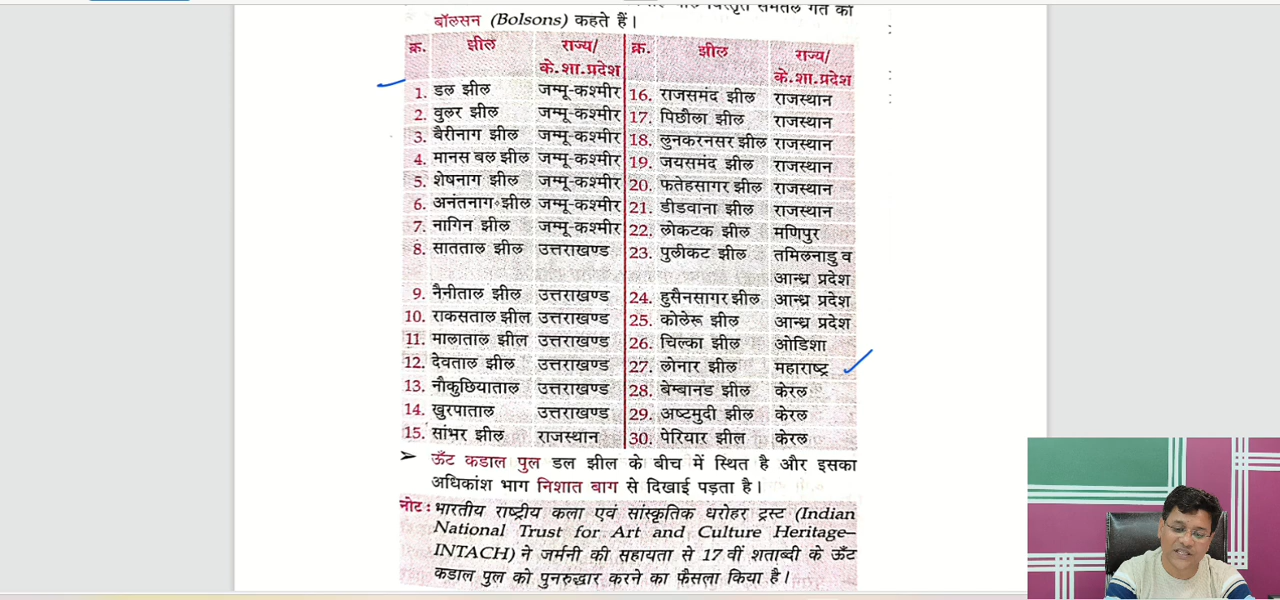 विस्तृत समतल गर्त को
बॉलसन (Bolsons) कहते हैं।
क्र. झील राज्य/ के.शा.प्रदेश क्र. झील राज्य/ के.शा.प्रदेश
1. डल झील जम्मू-कश्मीर 16. राजसमंद झील राजस्थान
2. वुलर झील जम्मू-कश्मीर 17. पिछौला झील राजस्थान
3. बैरीनाग झील जम्मू-कश्मीर 18. लुनकरनसर झील राजस्थान
4. मानस बल झील जम्मू-कश्मीर 19. जयसमंद झील राजस्थान
5. शेषनाग झील जम्मू-कश्मीर 20. फतेहसागर झील राजस्थान
6. अनंतनाग झील जम्मू-कश्मीर 21. डीडवाना झील राजस्थान
7. नागिन झील जम्मू-कश्मीर 22. लोकटक झील मणिपुर
8. सातताल झील उत्तराखण्ड 23. पुलीकट झील तमिलनाडु व
आन्ध्र प्रदेश
9. नैनीताल झील उत्तराखण्ड 24. हुसैनसागर झील आन्ध्र प्रदेश
10. राकसताल झील उत्तराखण्ड 25. कोलेरू झील आन्ध्र प्रदेश
11. मालाताल झील उत्तराखण्ड 26. चिल्का झील ओडिशा
12. देवताल झील उत्तराखण्ड 27. लोनार झील महाराष्ट्र
13. नौकुछियाताल उत्तराखण्ड 28. बेम्बानड झील केरल
14. खुरपाताल उत्तराखण्ड 29. अष्टमुदी झील केरल
15. सांभर झील राजस्थान 30. पेरियार झील केरल
➤ ऊँट कडाल पुल डल झील के बीच में स्थित है और इसका
अधिकांश भाग निशात बाग से दिखाई पड़ता है।
नोट : भारतीय राष्ट्रीय कला एवं सांस्कृतिक धरोहर ट्रस्ट (Indian
National Trust for Art and Culture Heritage–
INTACH) ने जर्मनी की सहायता से 17 वीं शताब्दी के ऊँट
कडाल पुल को पुनरुद्धार करने का फैसला किया है।